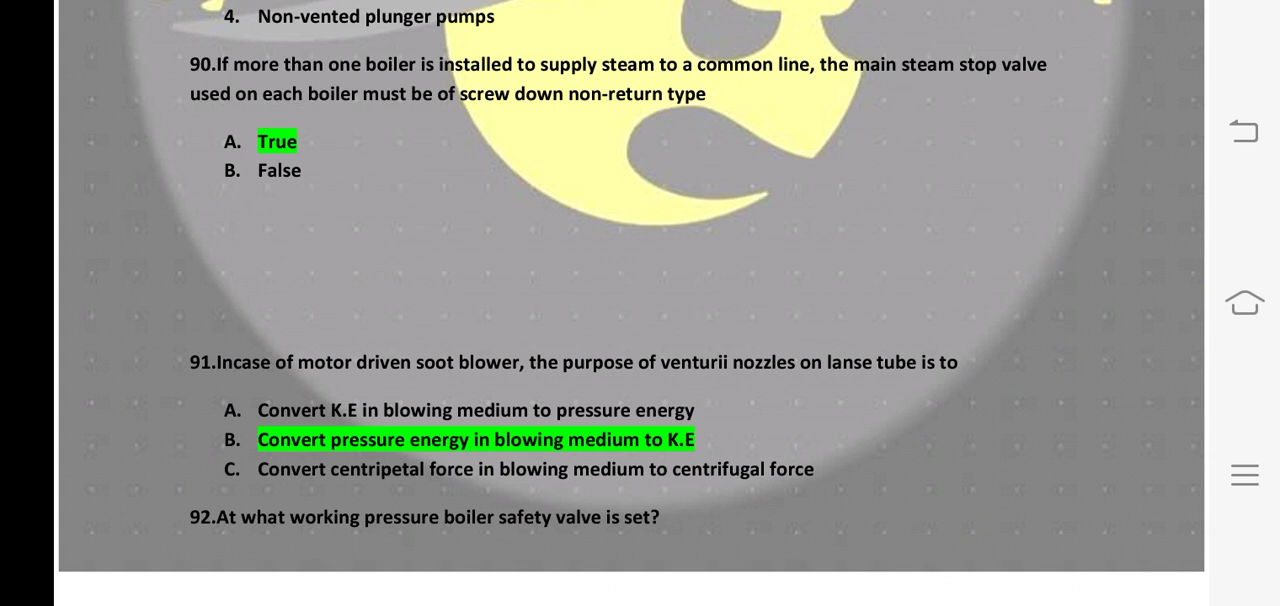 4. Non-vented plunger pumps
90.If more than one boiler is installed to supply steam to a common line, the main steam stop valve
used on each boiler must be of screw down non-return type
A. True
B. False
91.Incase of motor driven soot blower, the purpose of venturii nozzles on lanse tube is to
A. Convert K.E in blowing medium to pressure energy
B. Convert pressure energy in blowing medium to K.E
C. Convert centripetal force in blowing medium to centrifugal force
92.At what working pressure boiler safety valve is set?